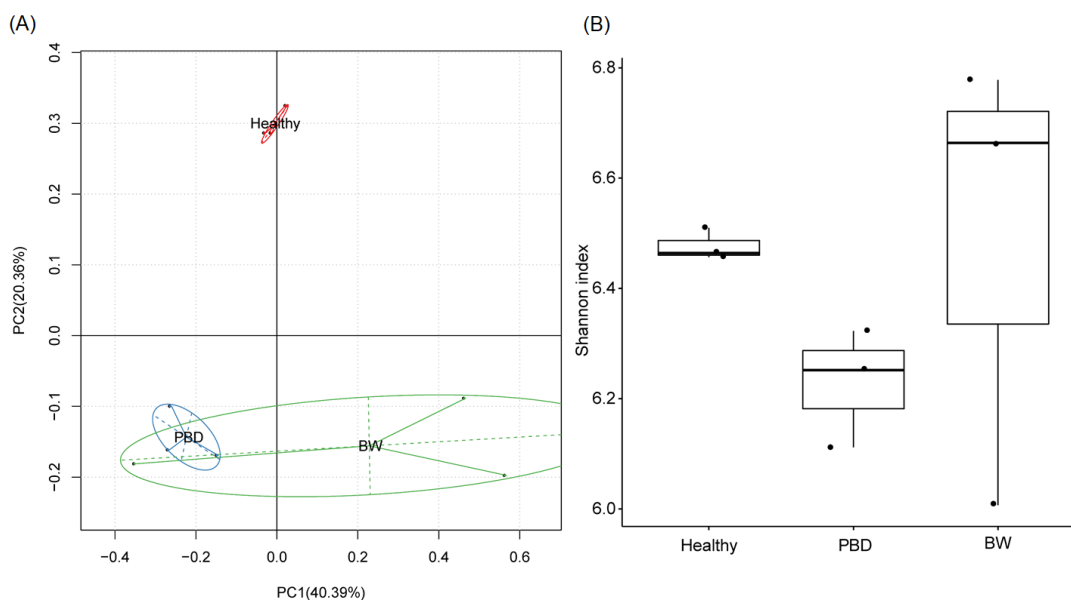 (A)
(B)
0.4
0.3
0.2
0.1
0.0
−0.1
−0.2
PC2(20.36%)
Healthy
PBD
BW
−0.4 −0.2 0.0 0.2 0.4 0.6
PC1(40.39%)
6.8
6.6
6.4
6.2
6.0
Shannon index
Healthy PBD BW